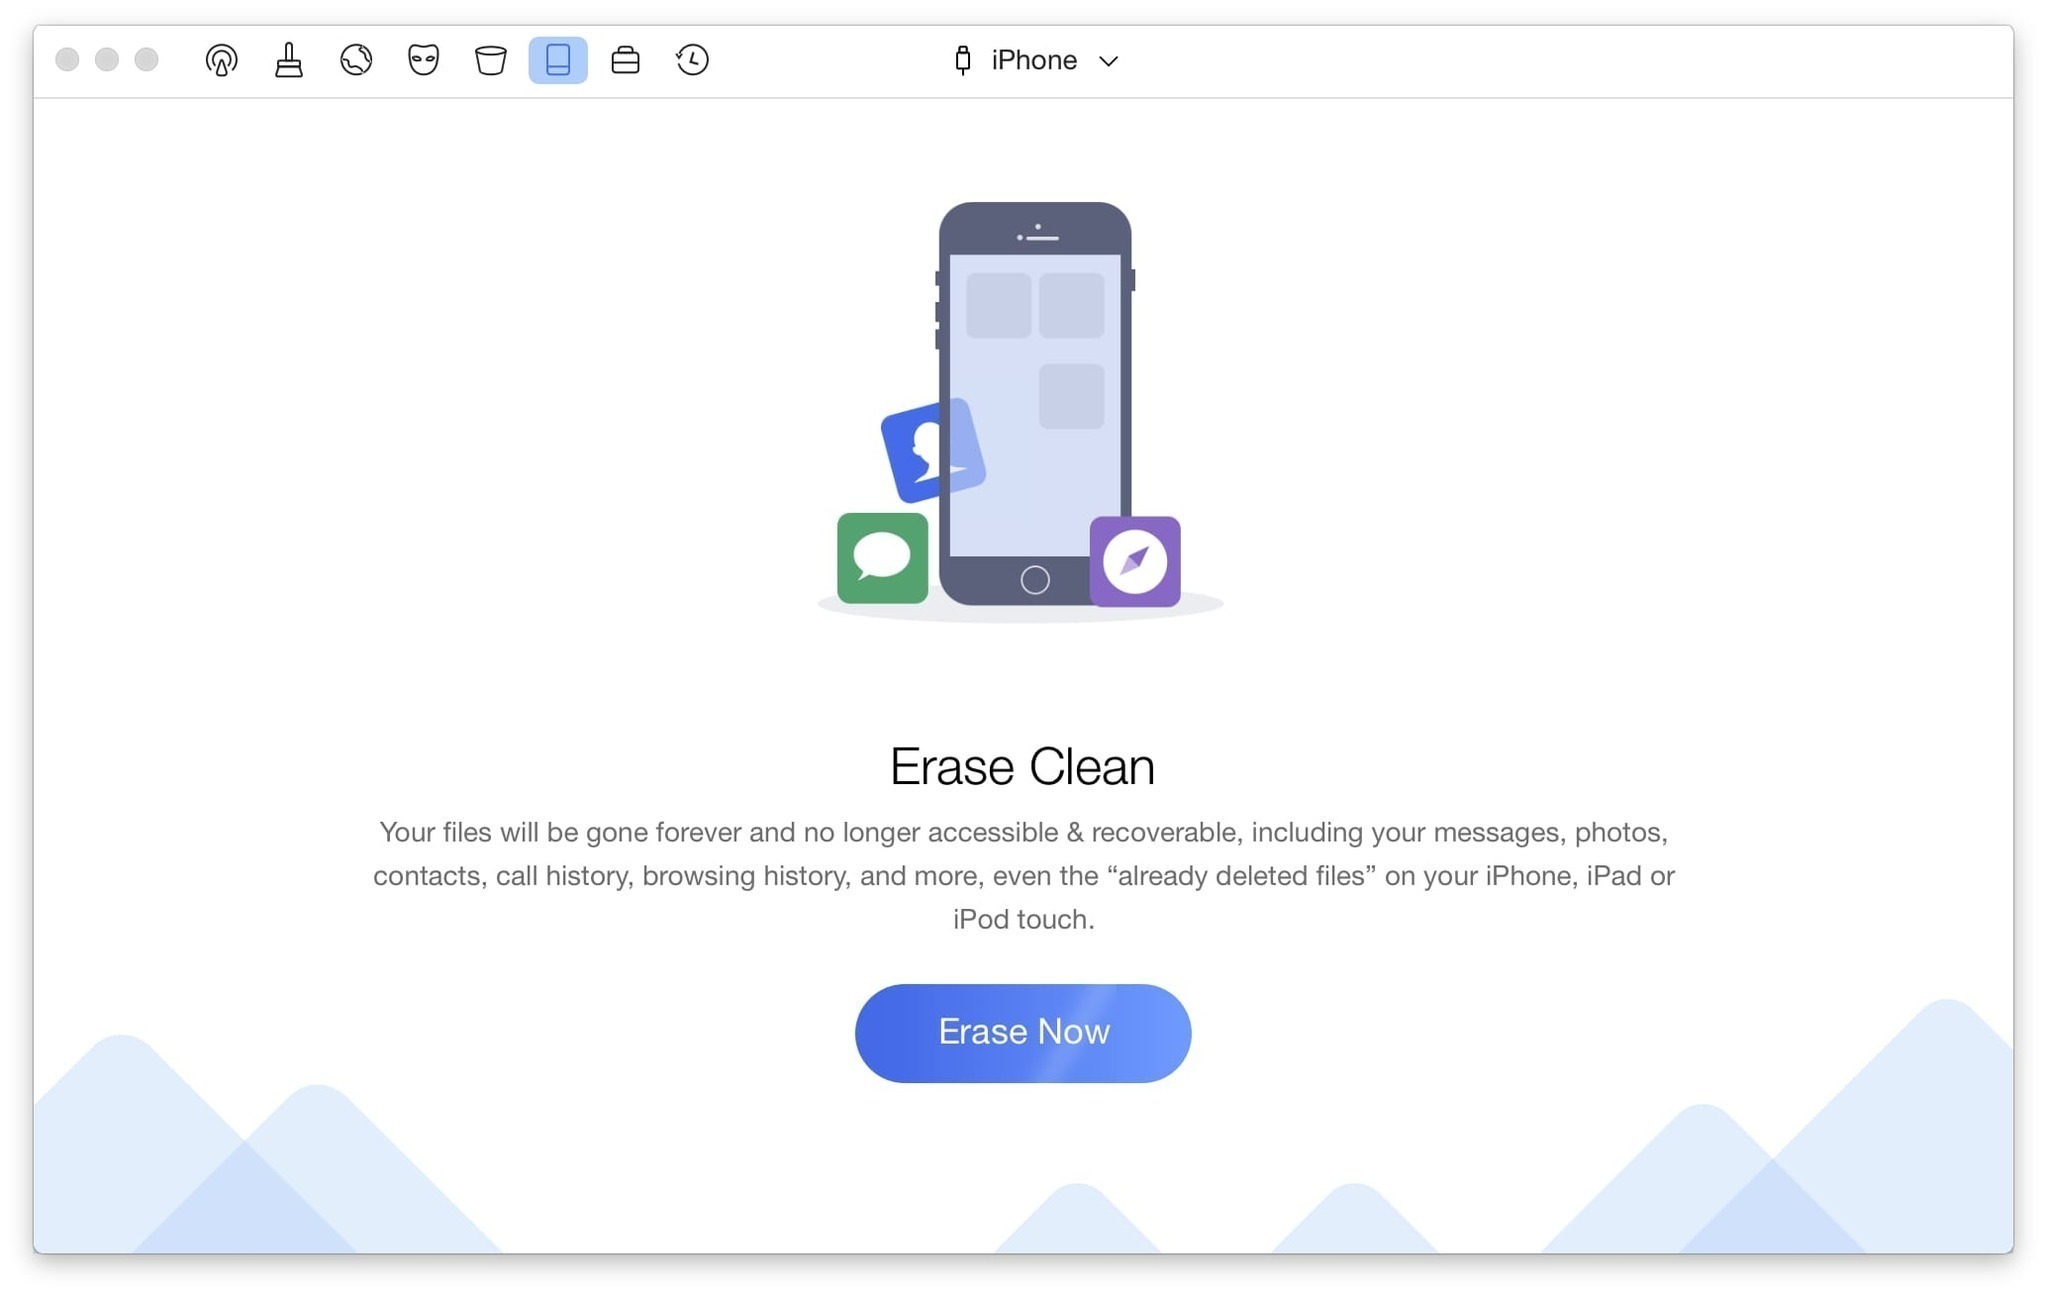 iPhone
Erase Clean
Your files will be gone forever and no longer accessible & recoverable, including your messages, photos,
contacts, call history, browsing history, and more, even the “already deleted files” on your iPhone, iPad or
iPod touch.
Erase Now